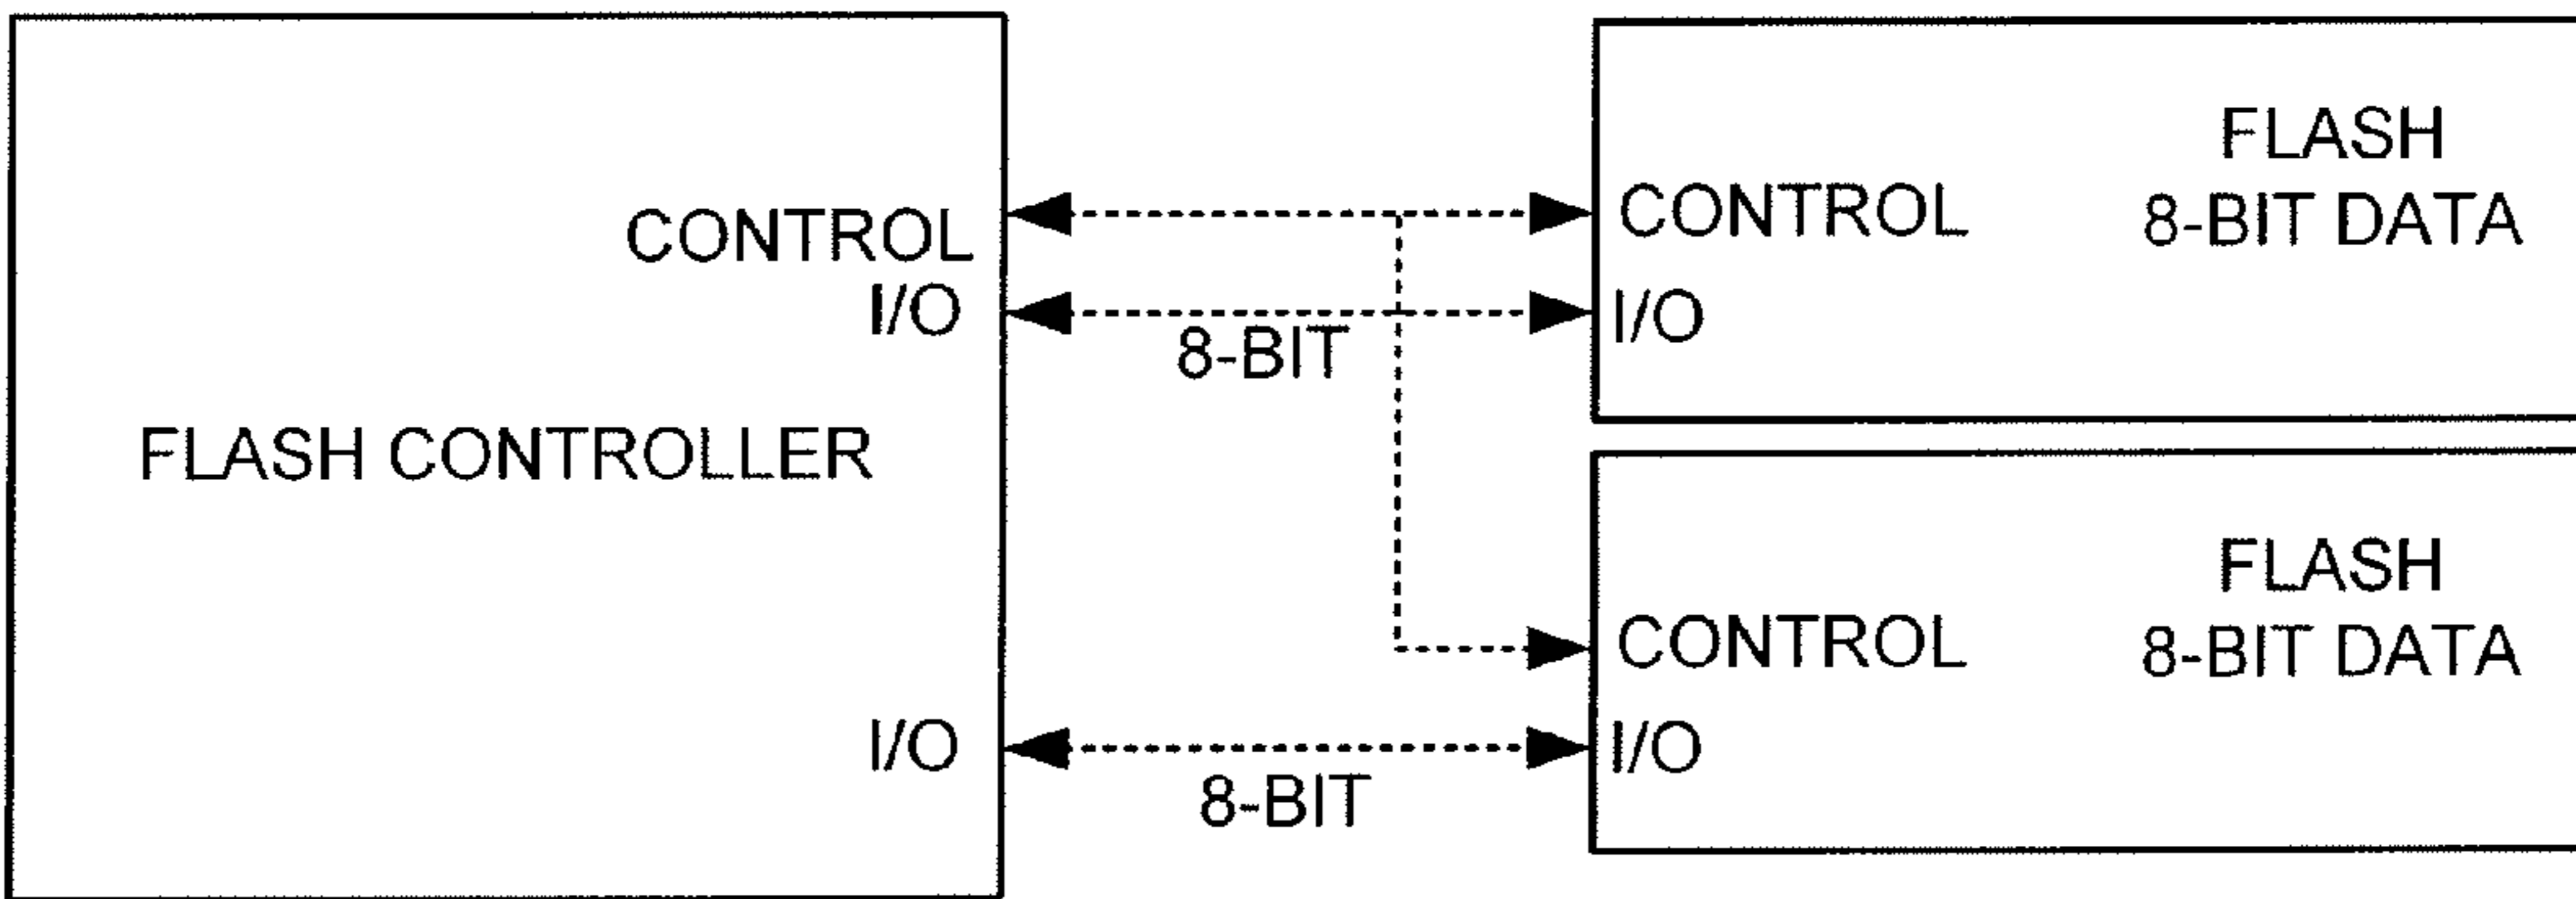 CONTROL
I/O
FLASH CONTROLLER
I/O
8-BIT
8-BIT
FLASH
8-BIT DATA
CONTROL
I/O
FLASH
8-BIT DATA
CONTROL
I/O